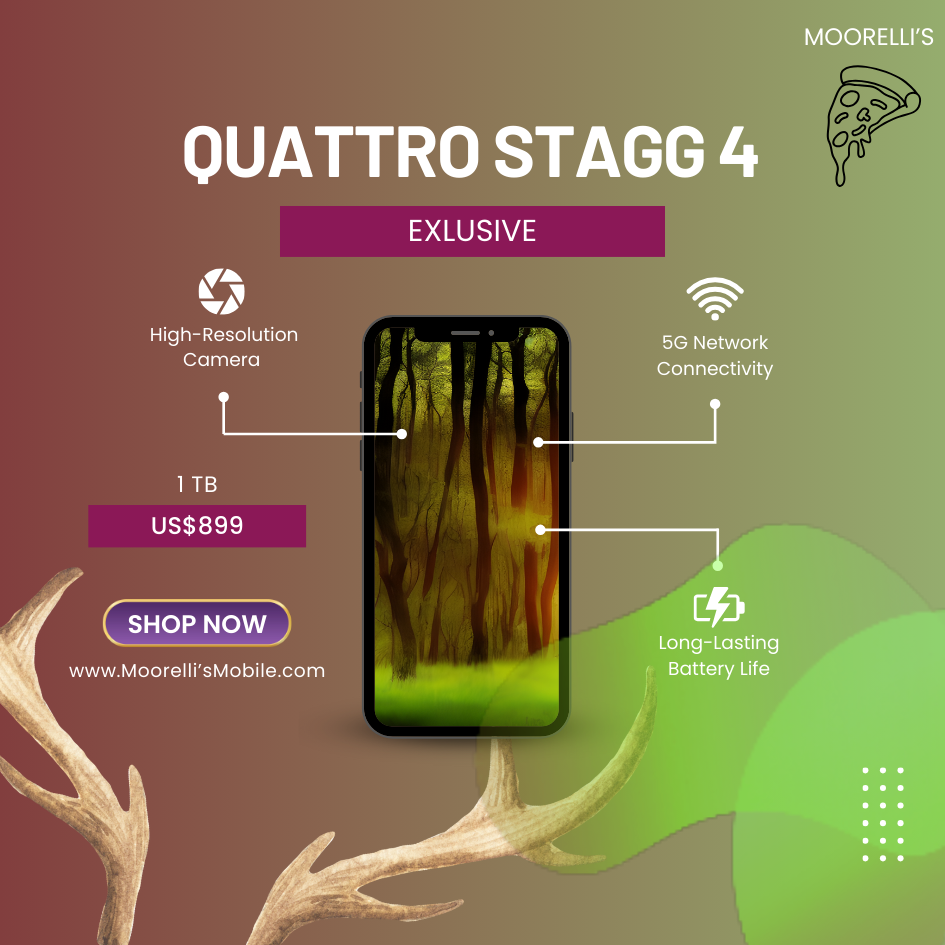 MOORELLI’S
QUATTRO STAGG 4
EXLUSIVE
High-Resolution
Camera
5G Network
Connectivity
1 TB
US$899
SHOP NOW
www.Moorelli’sMobile.com
Long-Lasting
Battery Life